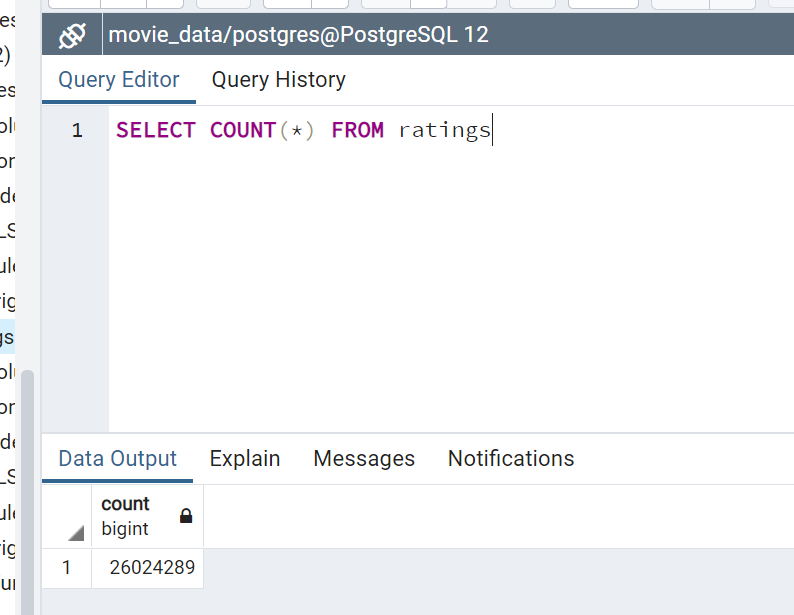 movie_data/postgres@PostgreSQL 12
Query Editor Query History
1 SELECT COUNT(*) FROM ratings
Data Output Explain Messages Notifications
count
bigint
1 26024289